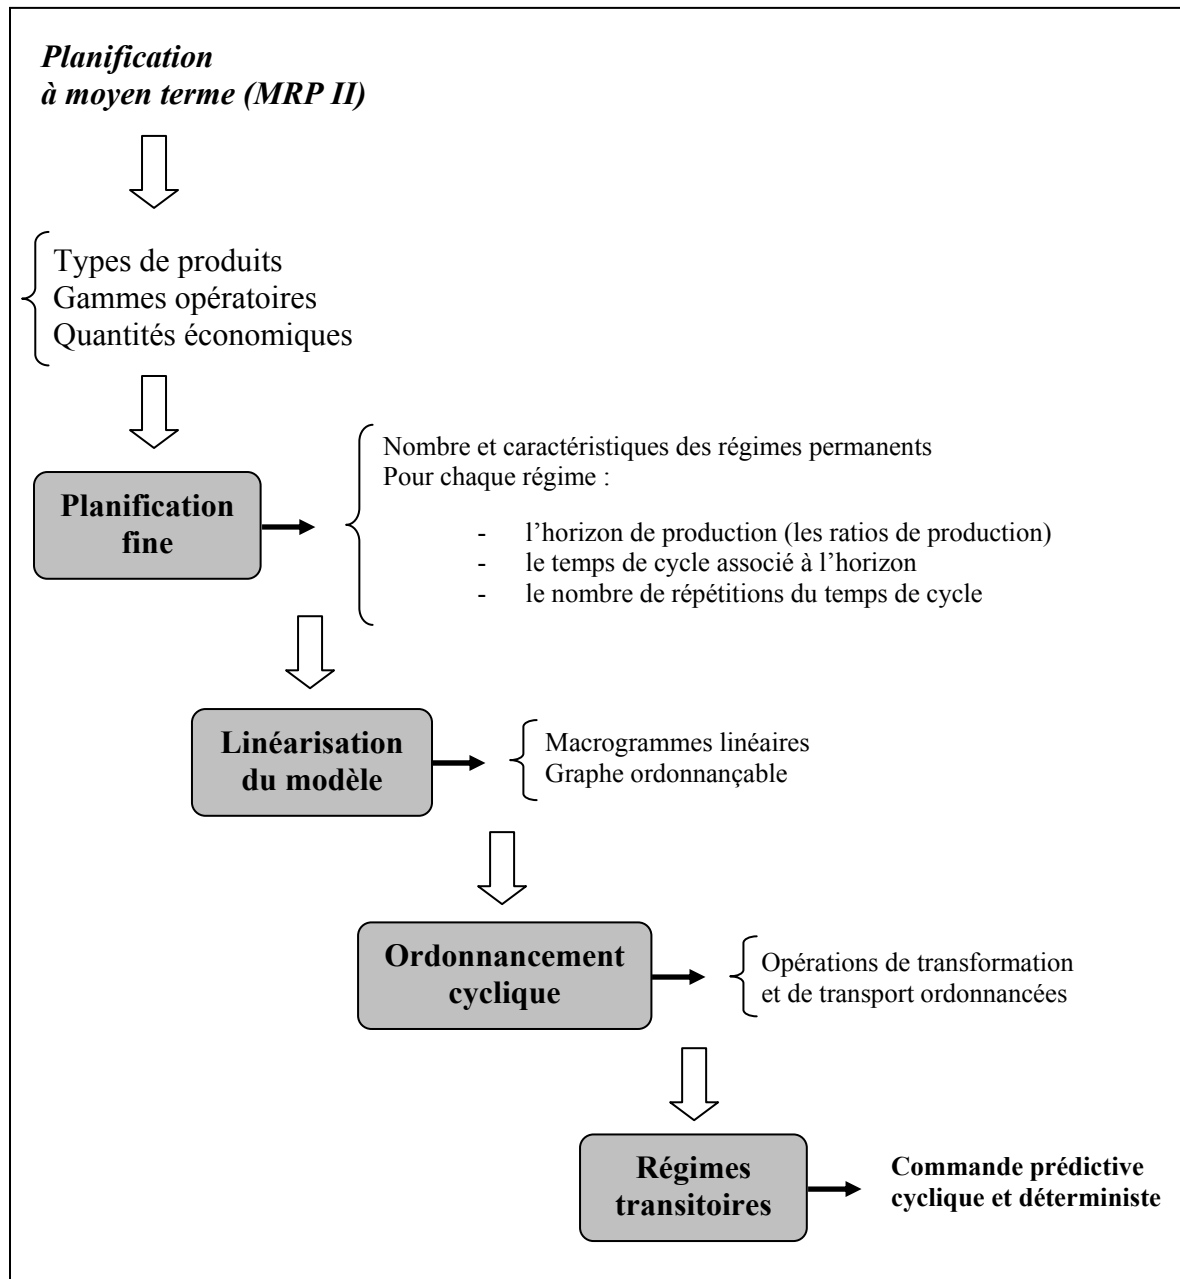 Planification
à moyen terme (MRP II)
Types de produits
Gammes opératoires
Quantités économiques
Planification
fine
Nombre et caractéristiques des régimes permanents
Pour chaque régime :
- l’horizon de production (les ratios de production)
- le temps de cycle associé à l’horizon
- le nombre de répétitions du temps de cycle
Linéarisation
du modèle
Macrogrammes linéaires
Graphe ordonnançable
Ordonnancement
cyclique
Opérations de transformation
et de transport ordonnancées
Régimes
transitoires
Commande prédictive
cyclique et déterministe